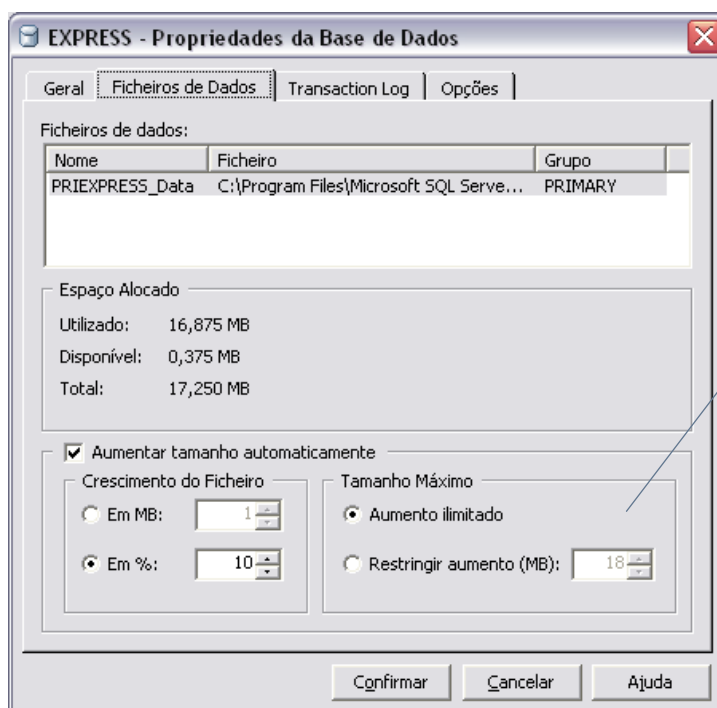 EXPRESS - Propriedades da Base de Dados
Geral Ficheiros de Dados Transaction Log Opções
Ficheiros de dados:
Nome Ficheiro Grupo
PRIEXPRESS_Data C:\Program Files\Microsoft SQL Serve... PRIMARY
Espaço Alocado
Utilizado: 16,875 MB
Disponível: 0,375 MB
Total: 17,250 MB
Aumentar tamanho automaticamente
Crescimento do Ficheiro Tamanho Máximo
Em MB: 1 Aumento ilimitado
Em %: 10 Restringir aumento (MB): 18
Confirmar Cancelar Ajuda